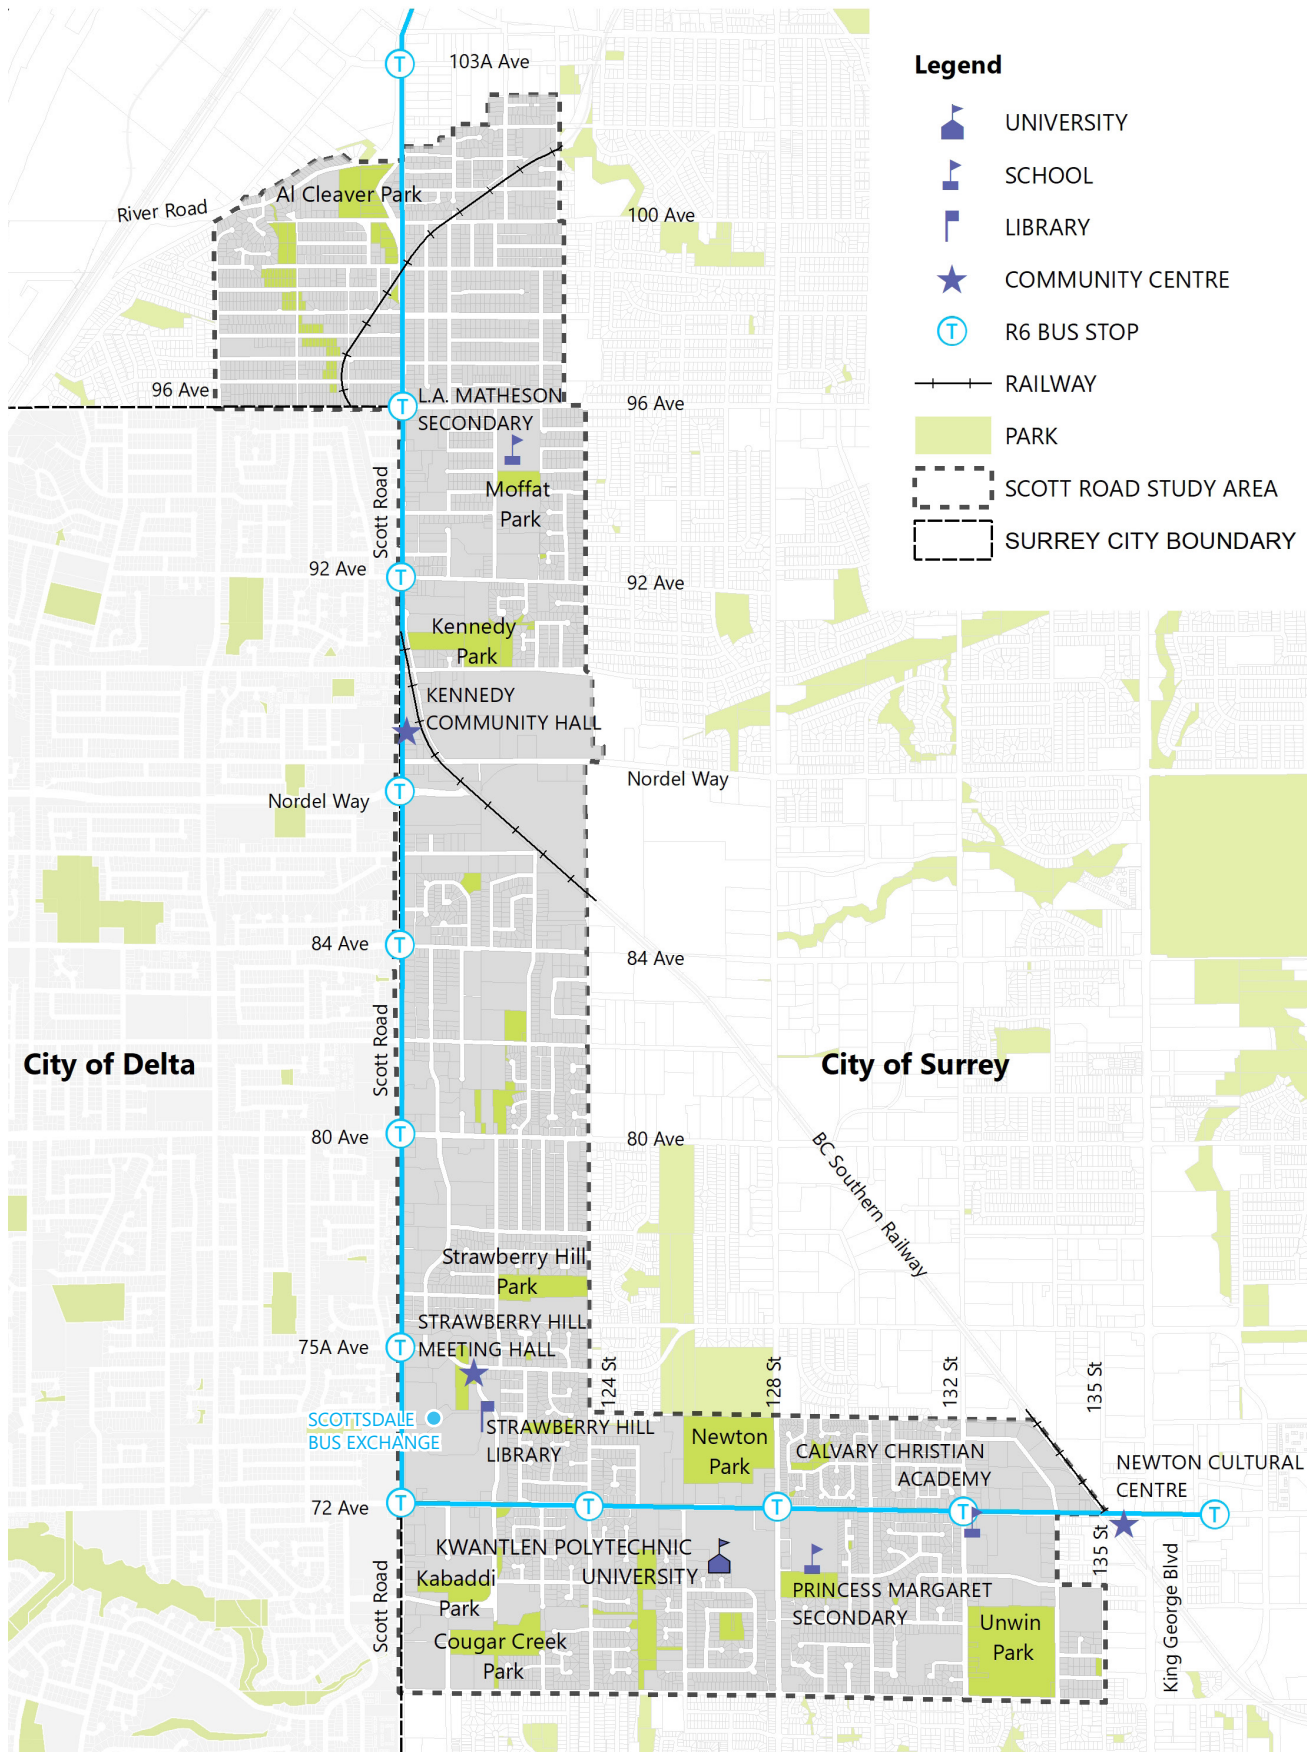 103A Ave
Legend
UNIVERSITY
SCHOOL
LIBRARY
COMMUNITY CENTRE
T R6 BUS STOP
RAILWAY
PARK
SCOTT ROAD STUDY AREA
SURREY CITY BOUNDARY
T
Al Cleaver Park
River Road
100 Ave
96 Ave
T
L.A. MATHESON
SECONDARY
96 Ave
Scott Road
Moffat
Park
92 Ave
T
92 Ave
Kennedy
Park
KENNEDY
COMMUNITY HALL
Nordel Way
T
Nordel Way
84 Ave
T
84 Ave
Scott Road
City of Delta
City of Surrey
80 Ave
T
80 Ave
BC Southern Railway
Strawberry Hill
Park
STRAWBERRY HILL
MEETING HALL
75A Ave
T
124 St
128 St
132 St
135 St
SCOTTSDALE
BUS EXCHANGE
STRAWBERRY HILL
LIBRARY
Newton
Park
CALVARY CHRISTIAN
ACADEMY
NEWTON CULTURAL
CENTRE
72 Ave
T
T
T
T
T
KWANTLEN POLYTECHNIC
UNIVERSITY
135 St
Kabaddi
Park
PRINCESS MARGARET
SECONDARY
Scott Road
Cougar Creek
Park
Unwin
Park
King George Blvd